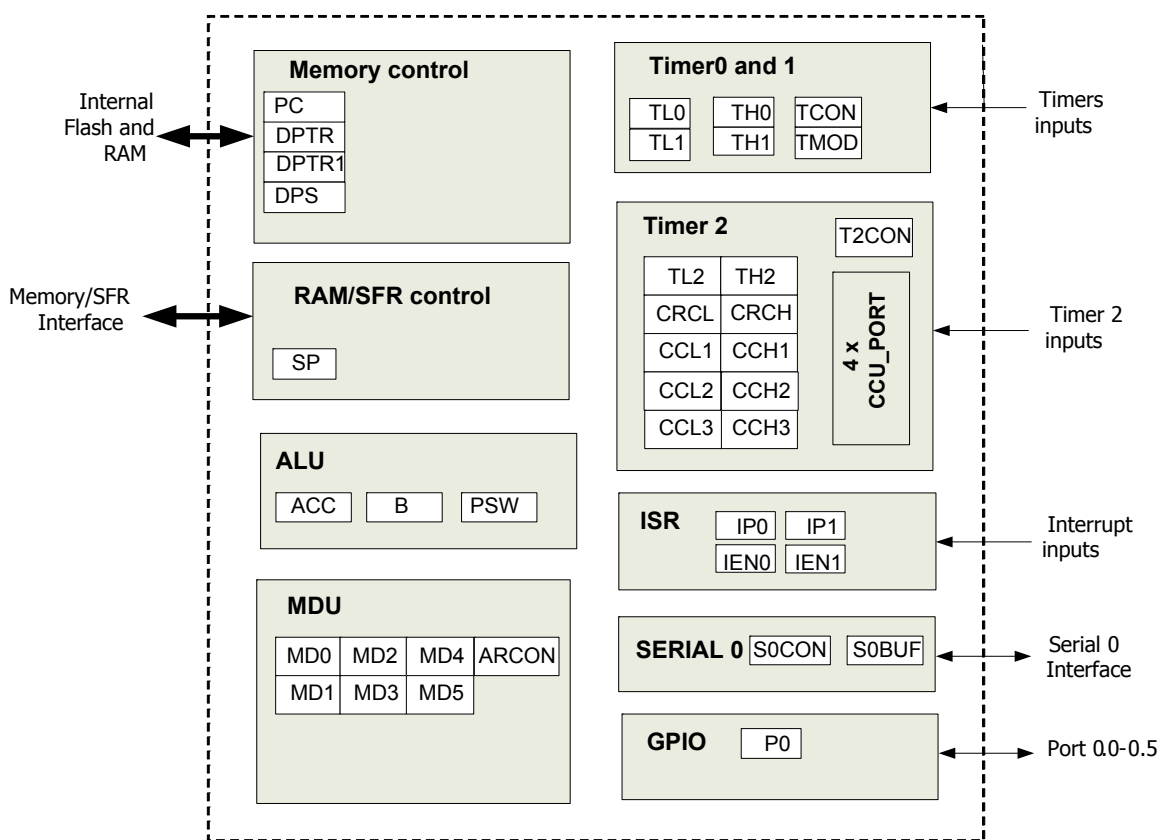 Memory control
PC
DPTR
DPTR1
DPS
Internal
Flash and
RAM
RAM/SFR control
SP
Memory/SFR
Interface
ALU
ACC B PSW
MDU
MD0 MD2 MD4 ARCON
MD1 MD3 MD5
Timer0 and 1
TL0 TH0 TCON
TL1 TH1 TMOD
Timers
inputs
Timer 2
T2CON
TL2 TH2
CRCL CRCH
CCL1 CCH1
CCL2 CCH2
CCL3 CCH3
4 x
CCU_PORT
Timer 2
inputs
ISR
IP0 IP1
IEN0 IEN1
Interrupt
inputs
SERIAL 0 S0CON S0BUF
Serial 0
Interface
GPIO P0
Port 0.0-0.5